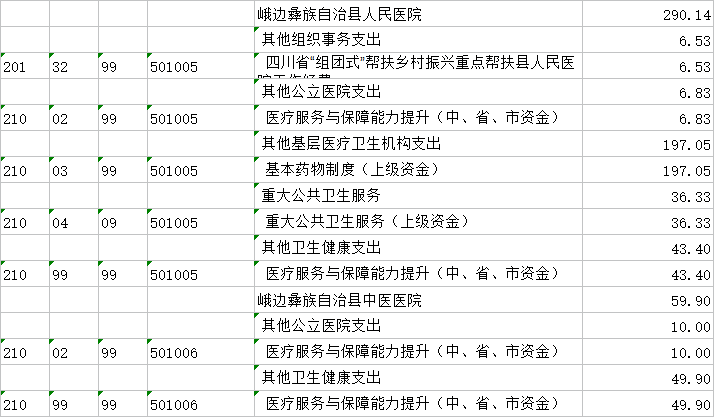 峨边彝族自治县人民医院 290.14
其他组织事务支出 6.53
201 32 99 501005 四川省“组团式”帮扶乡村振兴重点帮扶县人民医 6.53
院工作经费
其他公立医院支出 6.83
210 02 99 501005 医疗服务与保障能力提升（中、省、市资金） 6.83
其他基层医疗卫生机构支出 197.05
210 03 99 501005 基本药物制度（上级资金） 197.05
重大公共卫生服务 36.33
210 04 09 501005 重大公共卫生服务（上级资金） 36.33
其他卫生健康支出 43.40
210 99 99 501005 医疗服务与保障能力提升（中、省、市资金） 43.40
峨边彝族自治县中医医院 59.90
其他公立医院支出 10.00
210 02 99 501006 医疗服务与保障能力提升（中、省、市资金） 10.00
其他卫生健康支出 49.90
210 99 99 501006 医疗服务与保障能力提升（中、省、市资金） 49.90